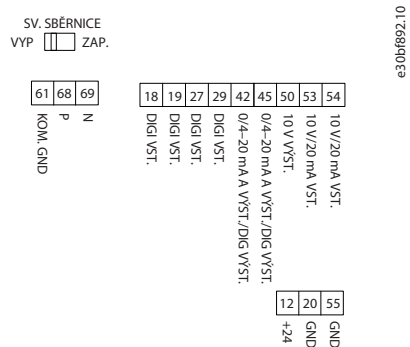 SV. SBĚRNICE
VYP ZAP.
61 68 69
KOM. GND
P
N
18 19 27 29 42 45 50 53 54
DIGI VST.
DIGI VST.
DIGI VST.
DIGI VST.
0/4–20 mA A VÝST./DIG VÝST.
0/4–20 mA A VÝST./DIG VÝST.
10 V VÝST.
10 V/20 mA VST.
10 V/20 mA VST.
12 20 55
+24
GND
GND
e30bf892.10